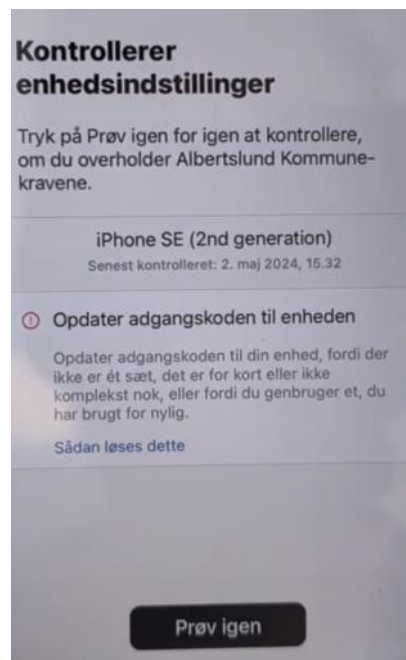 Kontrollerer
enhedsindstillinger
Tryk på Prøv igen for igen at kontrollere,
om du overholder Albertslund Kommune-
kravene.
iPhone SE (2nd generation)
Senest kontrolleret: 2. maj 2024, 15.32
Opdater adgangskoden til enheden
Opdater adgangskoden til din enhed, fordi der
ikke er ét sæt, det er for kort eller ikke
komplekst nok, eller fordi du genbruger et, du
har brugt for nylig.
Sådan løses dette
Prøv igen